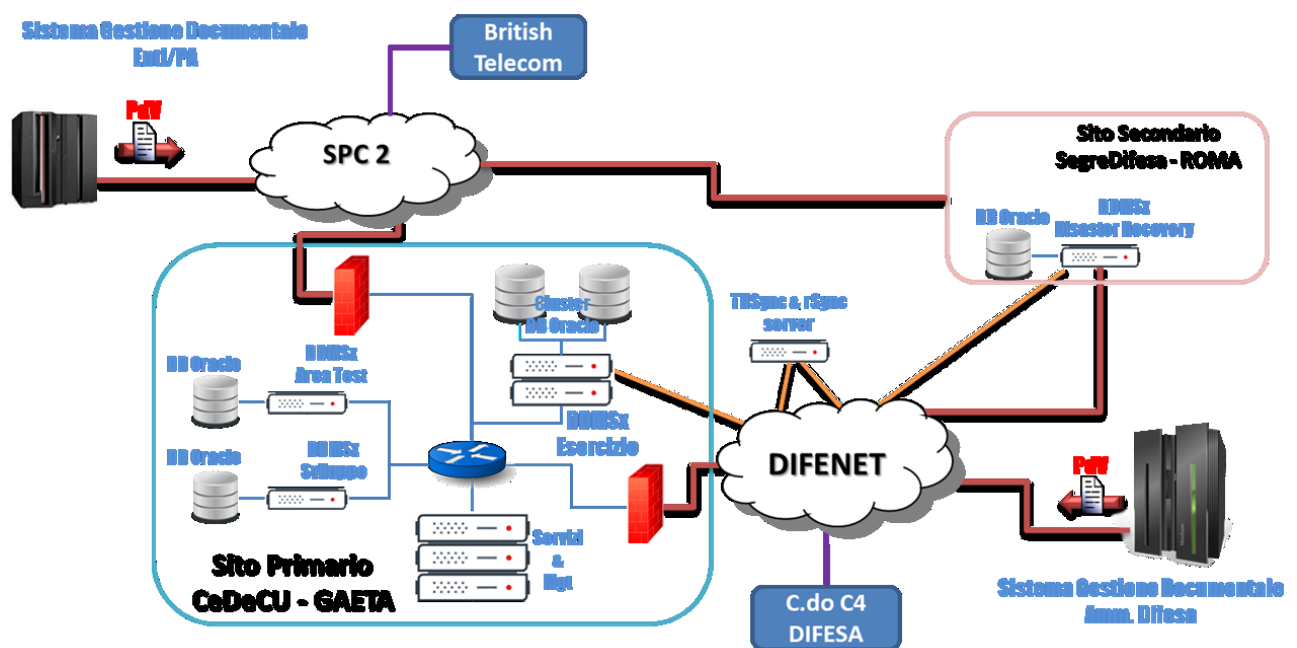 Sistema Gestione Documentale
Enti/PA
British
Telecom
PdV
SPC 2
Sito Secondario
SegreDifesa - ROMA
DB Oracle
DDMSx
Disaster Recovery
Cluster
DB Oracle
THSync & rSync
server
DB Oracle
DDMSx
Area Test
DDMSx
Esercizio
DB Oracle
DDMSx
Sviluppo
DIFENET
PdV
Servizi
&
Mgt
Sito Primario
CeDeCU - GAETA
C.do C4
DIFESA
Sistema Gestione Documentale
Amm. Difesa